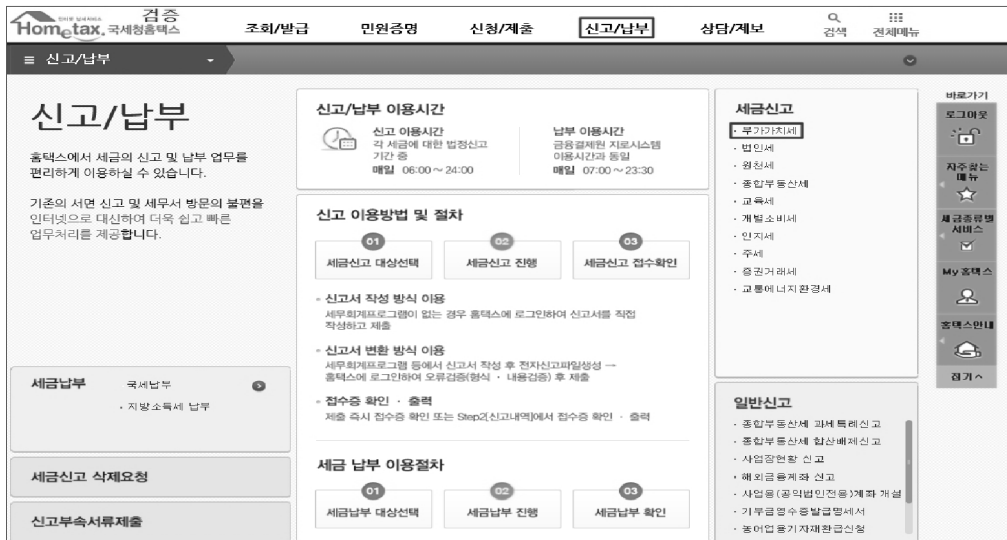 검증
Hometax. 국세청홈택스
조회/발급 민원증명 신청/제출 신고/납부 상담/제보 검색 전체메뉴
≡ 신고/납부
신고/납부
홈택스에서 세금의 신고 및 납부 업무를
편리하게 이용하실 수 있습니다.
기존의 서면 신고 및 세무서 방문의 불편을
인터넷으로 대신하여 더욱 쉽고 빠른
업무처리를 제공합니다.
세금납부 국세납부
· 지방소득세 납부
세금신고 삭제요청
신고부속서류제출
신고/납부 이용시간
신고 이용시간
각 세금에 대한 법정신고
기간 중
매일 06:00 ~ 24:00
납부 이용시간
금융결제원 지로시스템
이용시간과 동일
매일 07:00 ~ 23:30
신고 이용방법 및 절차
01 02 03
세금신고 대상선택 세금신고 진행 세금신고 접수확인
신고서 작성 방식 이용
세무회계프로그램이 없는 경우 홈택스에 로그인하여 신고서를 직접
작성하고 제출
신고서 변환 방식 이용
세무회계프로그램 등에서 신고서 작성 후 전자신고파일생성 →
홈택스에 로그인하여 오류검증(형식 · 내용검증) 후 제출
접수증 확인 · 출력
제출 즉시 접수증 확인 또는 Step2(신고내역)에서 접수증 확인 · 출력
세금 납부 이용절차
01 02 03
세금납부 대상선택 세금납부 진행 세금납부 확인
세금신고
· 부가가치세
· 법인세
· 원천세
· 종합부동산세
· 교육세
· 개별소비세
· 인지세
· 주세
· 증권거래세
· 교통에너지환경세
일반신고
· 종합부동산세 과세특례신고
· 종합부동산세 합산배제신고
· 사업장현황 신고
· 해외금융계좌 신고
· 사업용(공익법인전용)계좌 개설
· 기부금영수증발급명세서
· 농어업용기자재환급신청
바로가기
로그아웃
자주찾는
메뉴
세금종류별
서비스
My 홈택스
홈택스안내
접기 ^